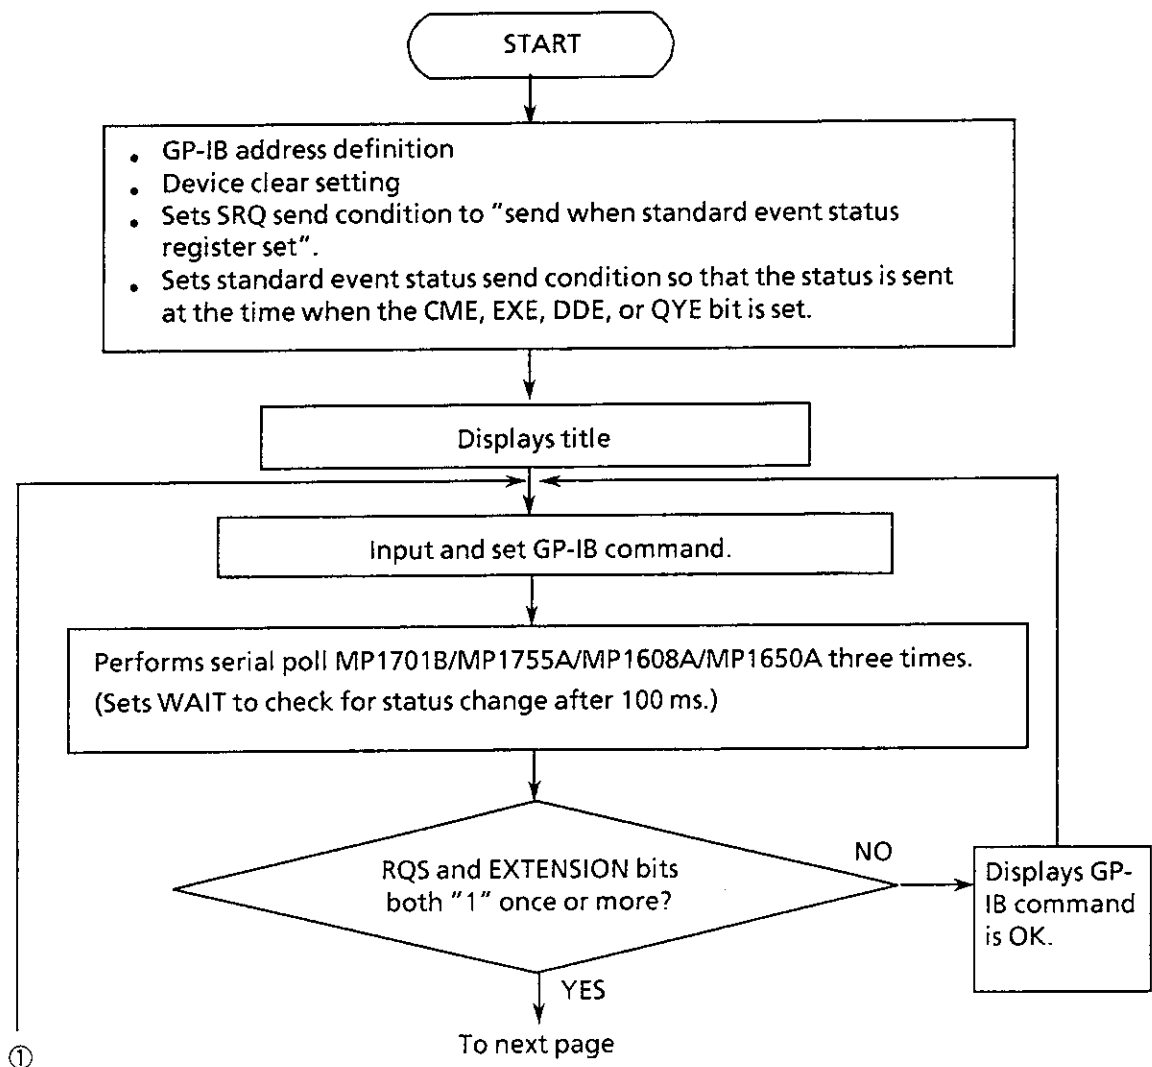 START
• GP-IB address definition
• Device clear setting
• Sets SRQ send condition to "send when standard event status
register set".
• Sets standard event status send condition so that the status is sent
at the time when the CME, EXE, DDE, or QYE bit is set.
Displays title
Input and set GP-IB command.
Performs serial poll MP1701B/MP1755A/MP1608A/MP1650A three times.
(Sets WAIT to check for status change after 100 ms.)
RQS and EXTENSION bits
both "1" once or more?
NO
Displays GP-
IB command
is OK.
YES
To next page
①